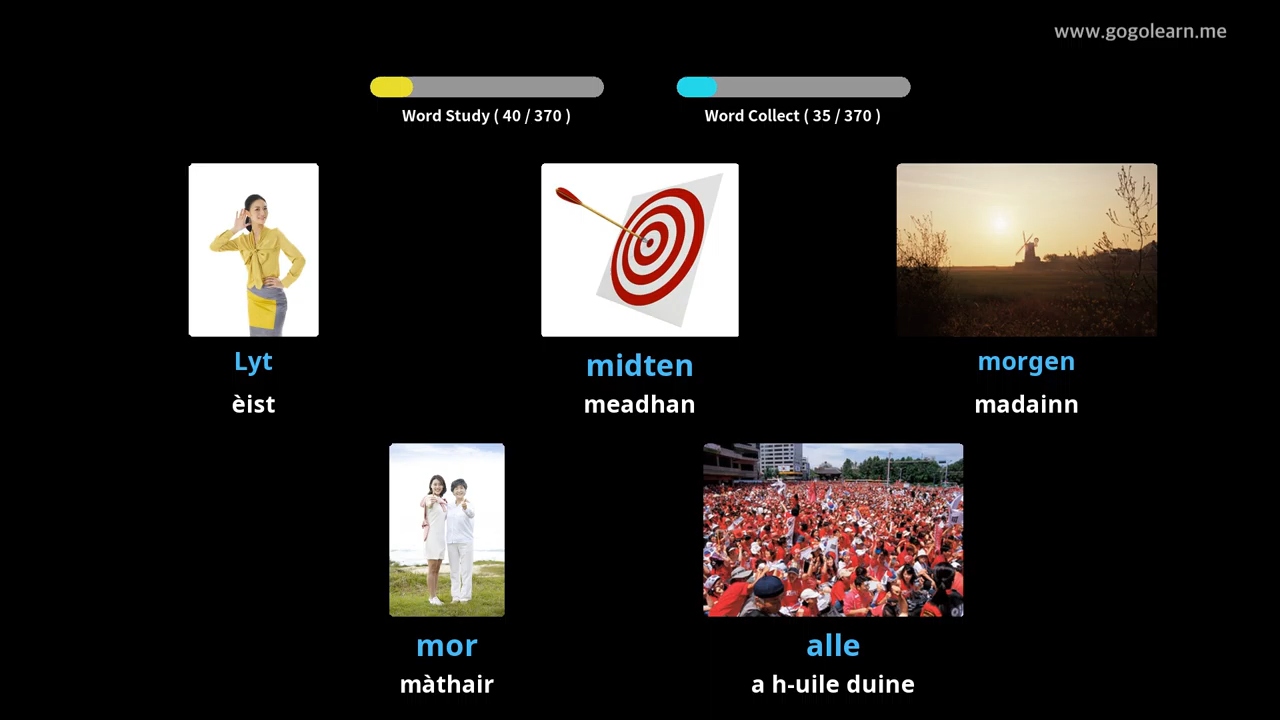 www.gogolearn.me
Word Study ( 40 / 370 )
Word Collect ( 35 / 370 )
Lyt
midten
morgen
èist
meadhan
madainn
mor
alle
màthair
a h-uile duine